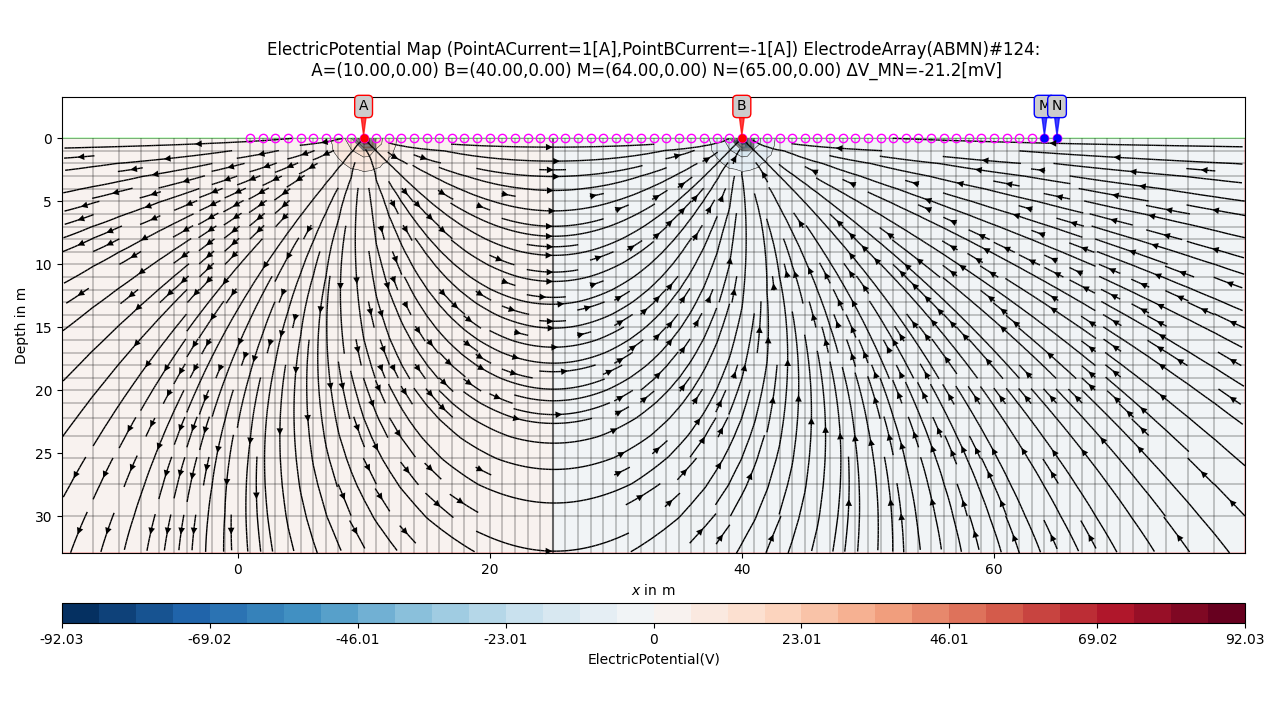 ElectricPotential Map (PointACurrent=1[A],PointBCurrent=-1[A]) ElectrodeArray(ABMN)#124:
A=(10.00,0.00) B=(40.00,0.00) M=(64.00,0.00) N=(65.00,0.00) ΔV_MN=-21.2[mV]
A B M N
0
5
10
15
20
25
30
Depth in m
0 20 40 60
x in m
-92.03 -69.02 -46.01 -23.01 0 23.01 46.01 69.02 92.03
ElectricPotential(V)